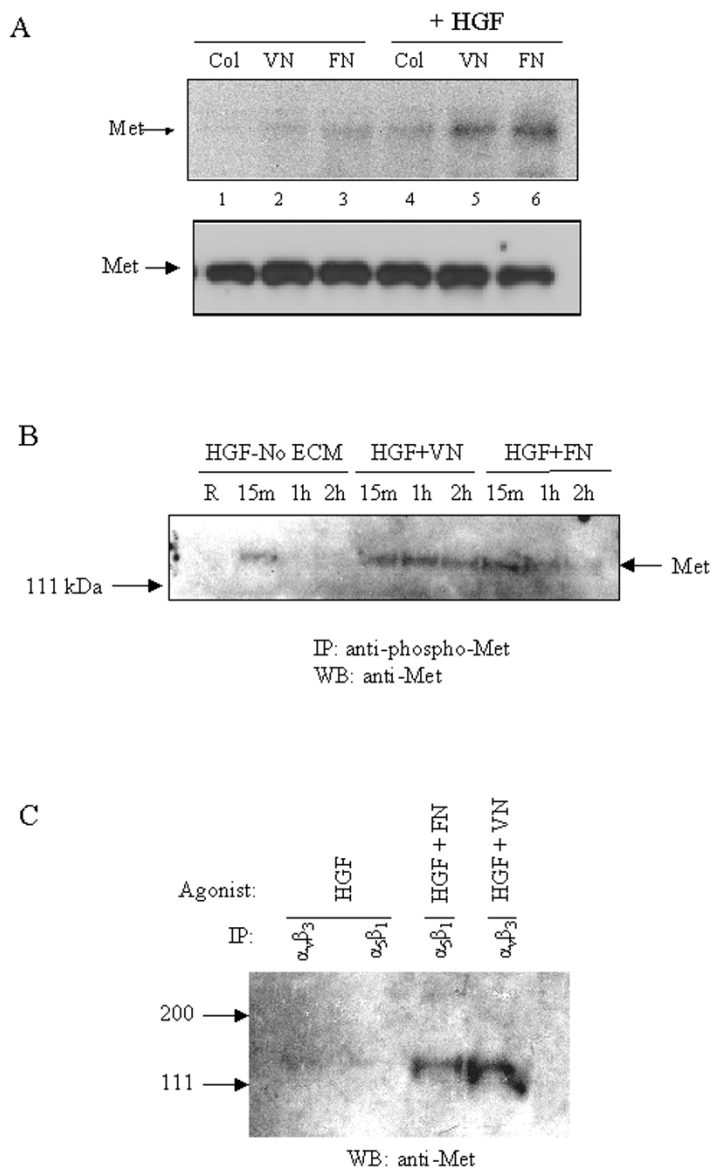 A
+ HGF
Col VN FN Col VN FN
Met
1 2 3 4 5 6
Met
B
HGF-No ECM HGF+VN HGF+FN
R 15m 1h 2h 15m 1h 2h 15m 1h 2h
Met
111 kDa
IP: anti-phospho-Met
WB: anti-Met
C
Agonist: HGF HGF + FN HGF + VN
IP: αvβ3 α5β1 α5β1 αvβ3
200
111
WB: anti-Met